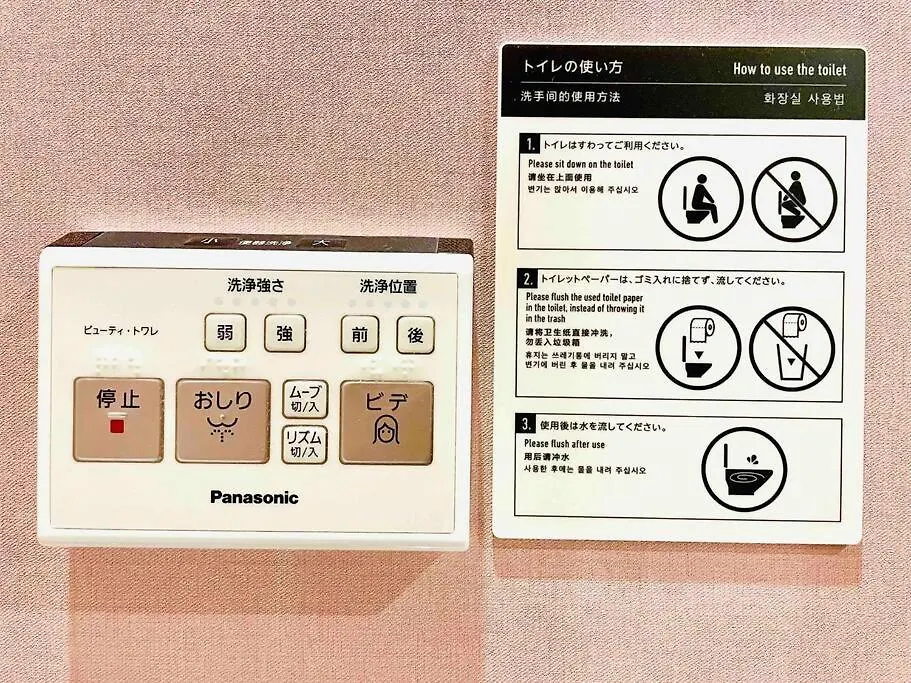 小 便器洗浄 大
洗浄強さ 洗浄位置
ビューティ・トワレ
弱 強 前 後
停止
おしり
ムーブ
切/入
リズム
切/入
ビデ
Panasonic
トイレの使い方 How to use the toilet
洗手间的使用方法 화장실 사용법
1. トイレはすわってご利用ください。
Please sit down on the toilet
请坐在上面使用
변기는 앉아서 이용해 주십시오
2. トイレットペーパーは、ゴミ入れに捨てず、流してください。
Please flush the used toilet paper
in the toilet, instead of throwing it
in the trash
请将卫生纸直接冲洗，
勿丢入垃圾箱
휴지는 쓰레기통에 버리지 말고
변기에 버린 후 물을 내려 주십시오
3. 使用後は水を流してください。
Please flush after use
用后请冲水
사용한 후에는 물을 내려 주십시오